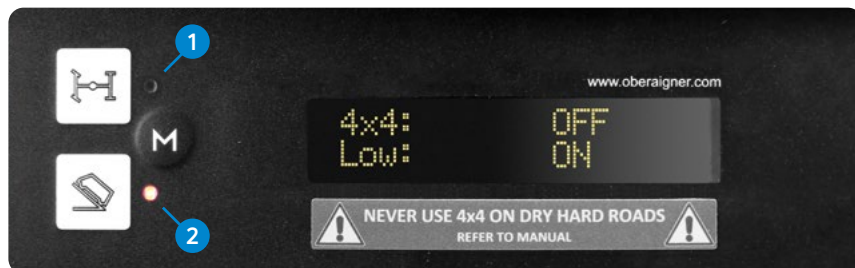 1
www.oberaigner.com
4x4: OFF
M
Low: ON
2
NEVER USE 4x4 ON DRY HARD ROADS
REFER TO MANUAL